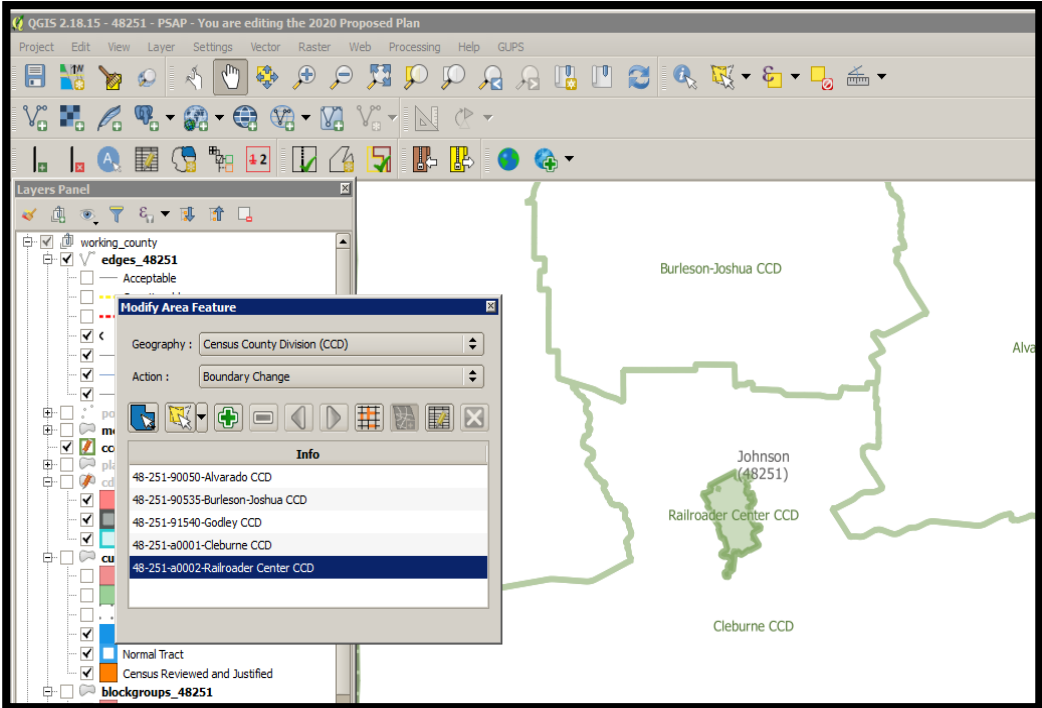 QGIS 2.18.15 - 48251 - PSAP - You are editing the 2020 Proposed Plan
Project Edit View Layer Settings Vector Raster Web Processing Help GUPS
Layers Panel
working_county
edges_48251
Acceptable
Modify Area Feature
Geography : Census County Division (CCD)
Action : Boundary Change
Info
48-251-90050-Alvarado CCD
48-251-90535-Burleson-Joshua CCD
48-251-91540-Godley CCD
48-251-a0001-Cleburne CCD
48-251-a0002-Railroader Center CCD
Normal Tract
Census Reviewed and Justified
blockgroups_48251
Burleson-Joshua CCD
Alva
Johnson
(48251)
Railroader Center CCD
Cleburne CCD